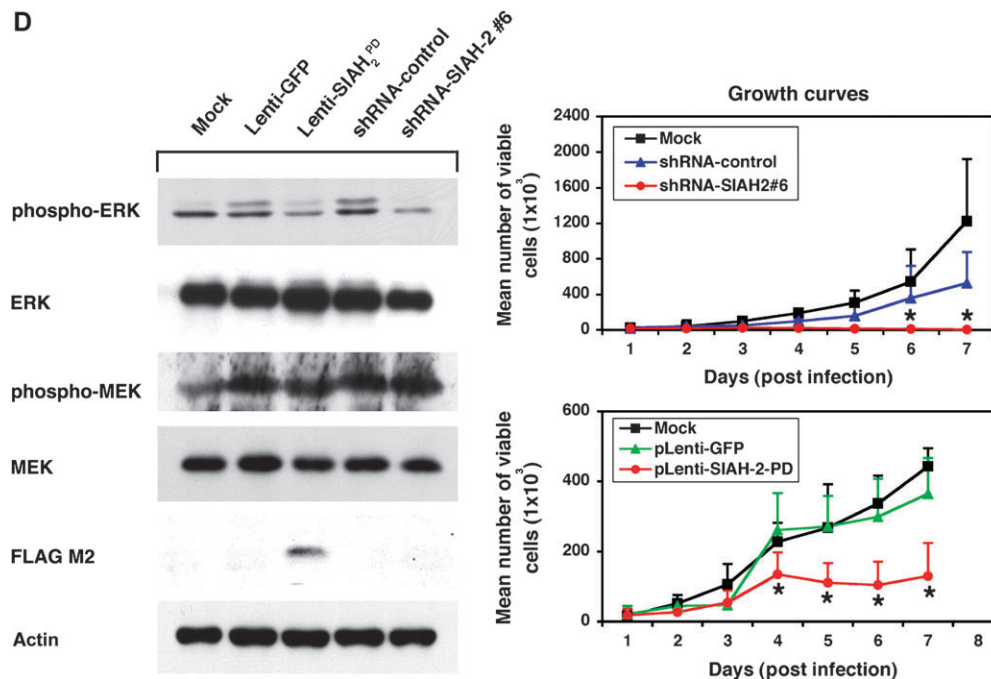 D
Mock
Lenti-GFP
Lenti-SIAH₂ᴾᴰ
shRNA-control
shRNA-SIAH-2 #6
phospho-ERK
ERK
phospho-MEK
MEK
FLAG M2
Actin
Growth curves
Mean number of viable
cells (1x10³)
2400
2000
1600
1200
800
400
0
Mock
shRNA-control
shRNA-SIAH2#6
* *
1 2 3 4 5 6 7
Days (post infection)
Mean number of viable
cells (1x10³)
600
400
200
0
Mock
pLenti-GFP
pLenti-SIAH-2-PD
* * * *
1 2 3 4 5 6 7 8
Days (post infection)